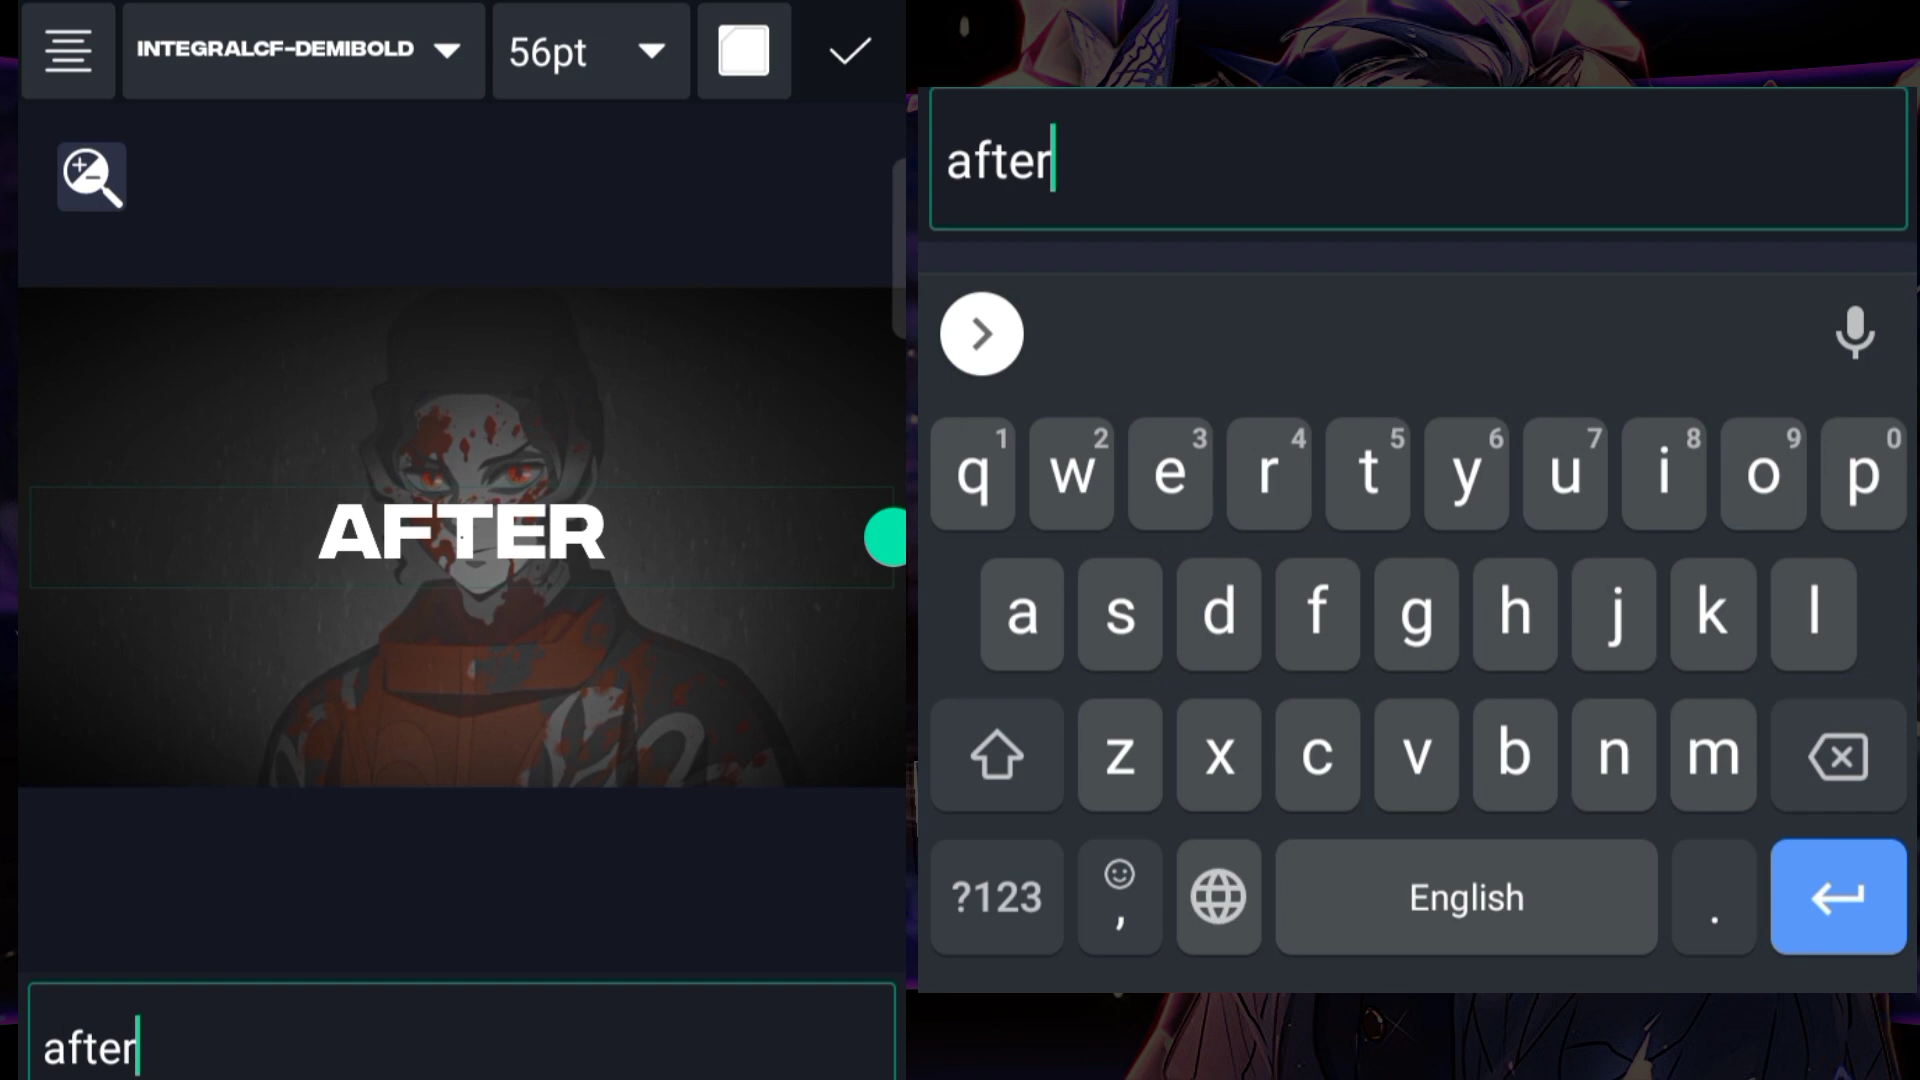 INTEGRALCF-DEMIBOLD 56pt
AFTER
after
after
q 1 w 2 e 3 r 4 t 5 y 6 u 7 i 8 o 9 p 0
a s d f g h j k l
z x c v b n m
?123 , English .